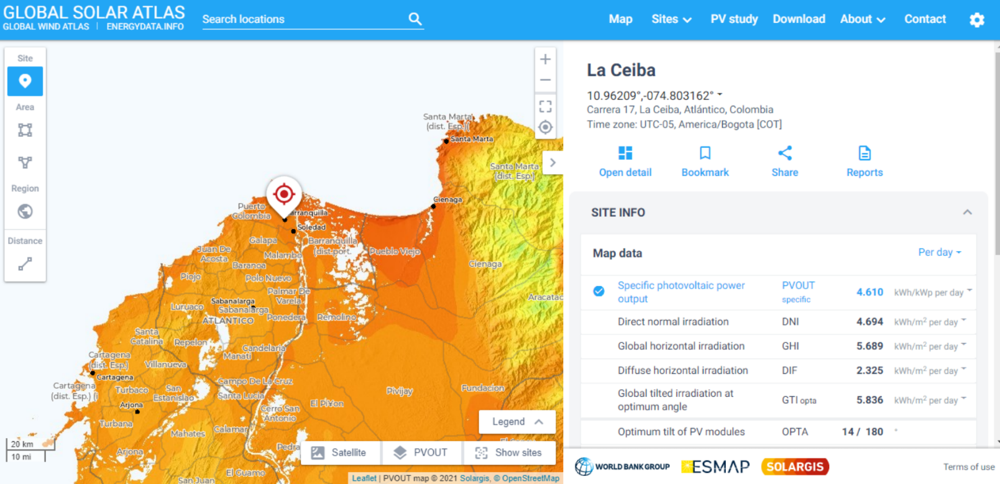 GLOBAL SOLAR ATLAS
GLOBAL WIND ATLAS | ENERGYDATA.INFO
Search locations
Map
Sites
PV study
Download
About
Contact
Site
Area
Region
Distance
Santa Marta
(dist. Esp.)(
Santa Marta
Santa Marta
(dist. Esp.)
Cienaga
Puerto
Colombia
arranquilla
Soledad
Galapa
Barranquilla
(dist.port.
Juan De
Acosta
Malambo
Pueblo Viejo
Baranoa
Cienaga
Piojo
Polo Nuevo
Palmar De
Varela
Sabanalarga
Sabanalarga
Aracatac
Luruaco
ATLANTICO
Ponedera
Remolino
Santa
Catalina
Repelon
Candelaria
Manati
Cartagena
(dist. Esp.)
Villanueva
Cartagena
Campo De La Cruz
Cartagena
(dist. Esp.) (i
Turbaco
San
Estanislao
Santa Lucia
Pivijay
Fundacion
Arjona
El Pi¥on
Cerro San
Antonio
Turbana
Mahates
Calamar
Arjona
Pedra
El Guamo
San Juan
20 km
10 mi
Legend
Satellite
PVOUT
Show sites
Leaflet | PVOUT map © 2021 Solargis, © OpenStreetMap
La Ceiba
10.96209°,-074.803162°
Carrera 17, La Ceiba, Atlántico, Colombia
Time zone: UTC-05, America/Bogota [COT]
Open detail
Bookmark
Share
Reports
SITE INFO
Map data
Per day
Specific photovoltaic power
output
PVOUT
specific
4.610
kWh/kWp per day
Direct normal irradiation
DNI
4.694
kWh/m² per day
Global horizontal irradiation
GHI
5.689
kWh/m² per day
Diffuse horizontal irradiation
DIF
2.325
kWh/m² per day
Global tilted irradiation at
optimum angle
GTI opta
5.836
kWh/m² per day
Optimum tilt of PV modules
OPTA
14 / 180
°
WORLD BANK GROUP
ESMAP
SOLARGIS
Terms of use